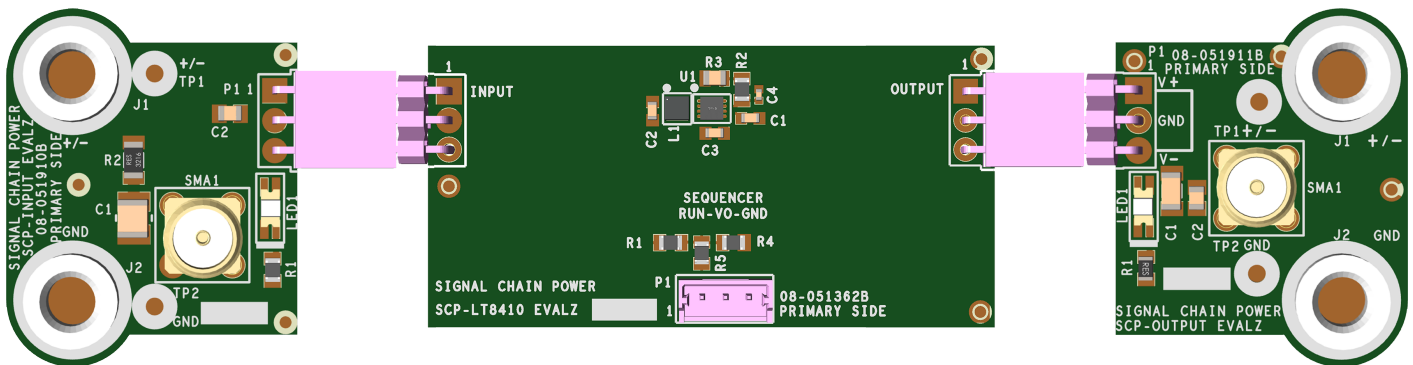 +/-
TP1
J1
P1 1
C2
+/-
R2
RES
3216
SIGNAL CHAIN POWER
SCP-INPUT EVALZ
08-051910B
PRIMARY SIDE
SMA1
C1
LED1
GND
J2
R1
TP2
GND
1
INPUT
R3
R2
U1
C4
C2
L1
C1
C3
OUTPUT
1
SEQUENCER
RUN-VO-GND
R1
R4
R5
SIGNAL CHAIN POWER
SCP-LT8410 EVALZ
P1
1
08-051362B
PRIMARY SIDE
P1
08-051911B
PRIMARY SIDE
1
V+
GND
V-
TP1
+/-
J1
+/-
LED1
C1
C2
SMA1
TP2
GND
J2
GND
R1
RES
SIGNAL CHAIN POWER
SCP-OUTPUT EVALZ